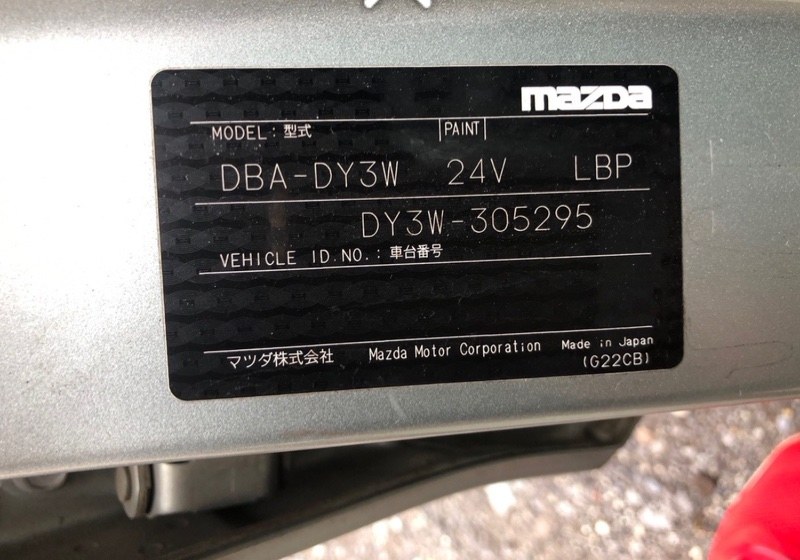 mazda
MODEL: 型式 PAINT
DBA-DY3W 24V LBP
DY3W-305295
VEHICLE ID.NO.: 車台番号
マツダ株式会社 Mazda Motor Corporation Made in Japan
(G22CB)